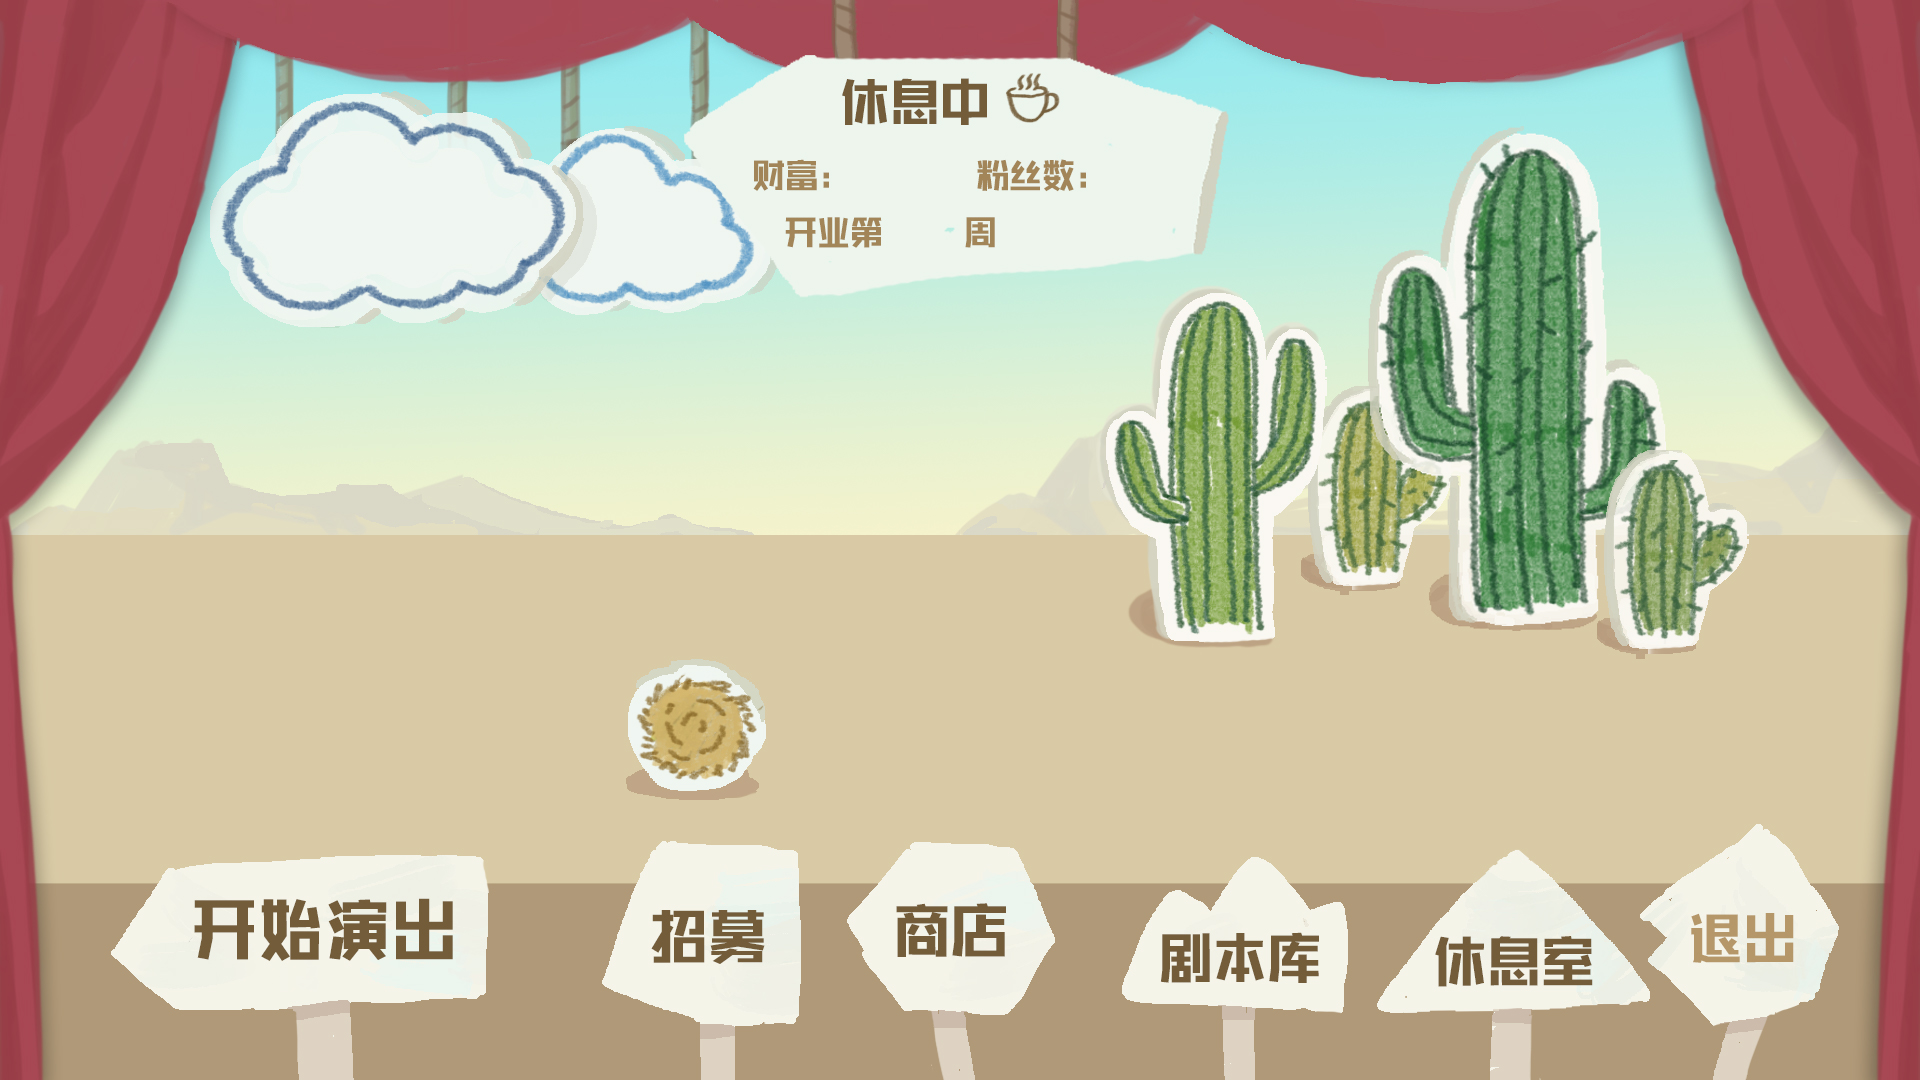 休息中
财富： 粉丝数：
开业第 周
开始演出
招募
商店
剧本库
休息室
退出